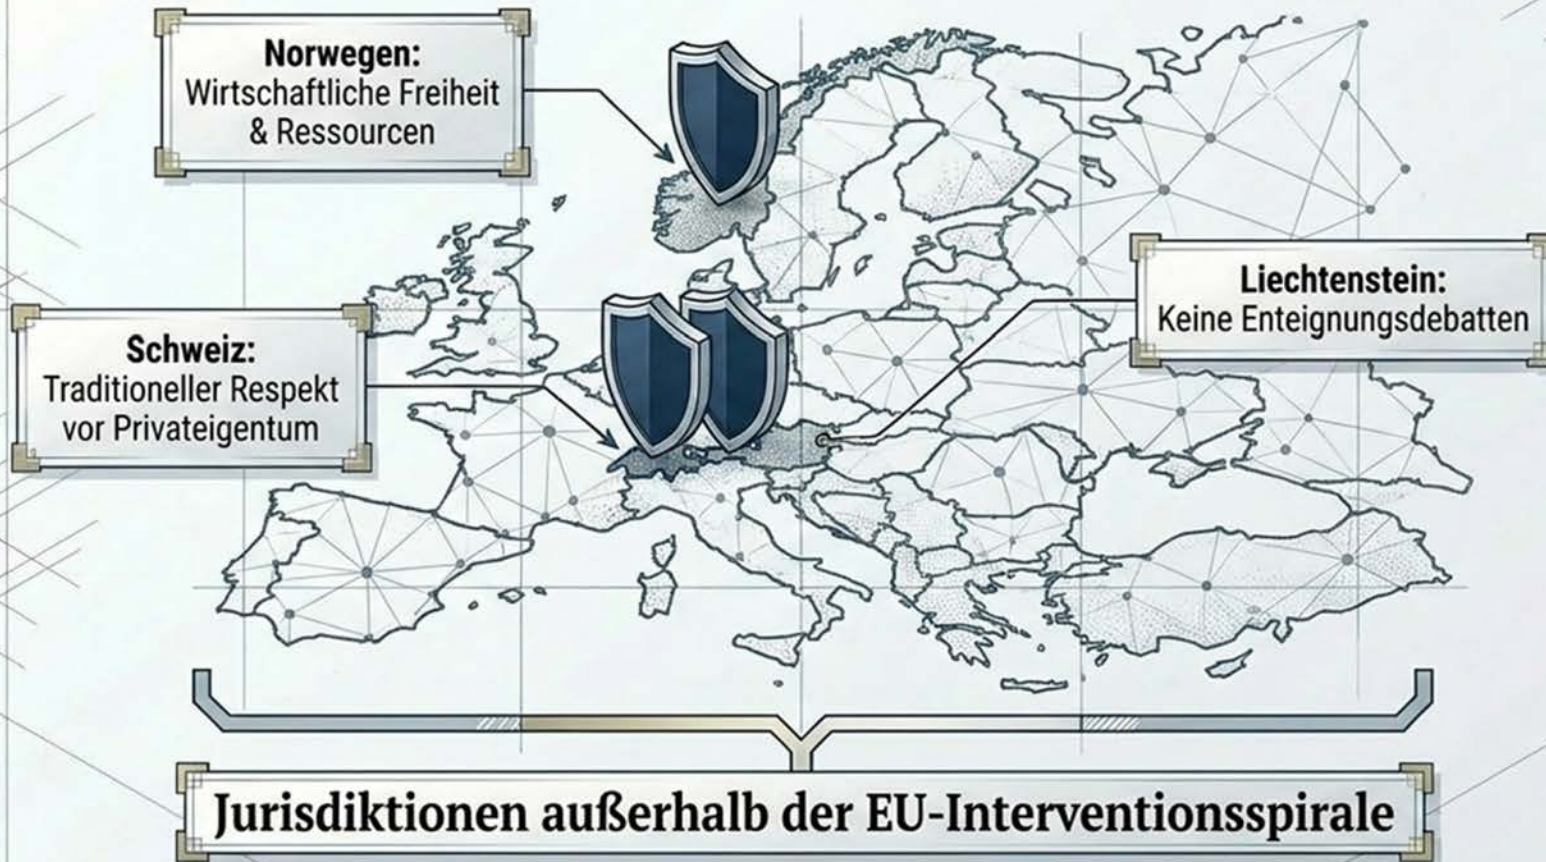 Norwegen:
Wirtschaftliche Freiheit
& Ressourcen
Schweiz:
Traditioneller Respekt
vor Privateigentum
Liechtenstein:
Keine Enteignungsdebatten
Jurisdiktionen außerhalb der EU-Interventionsspirale